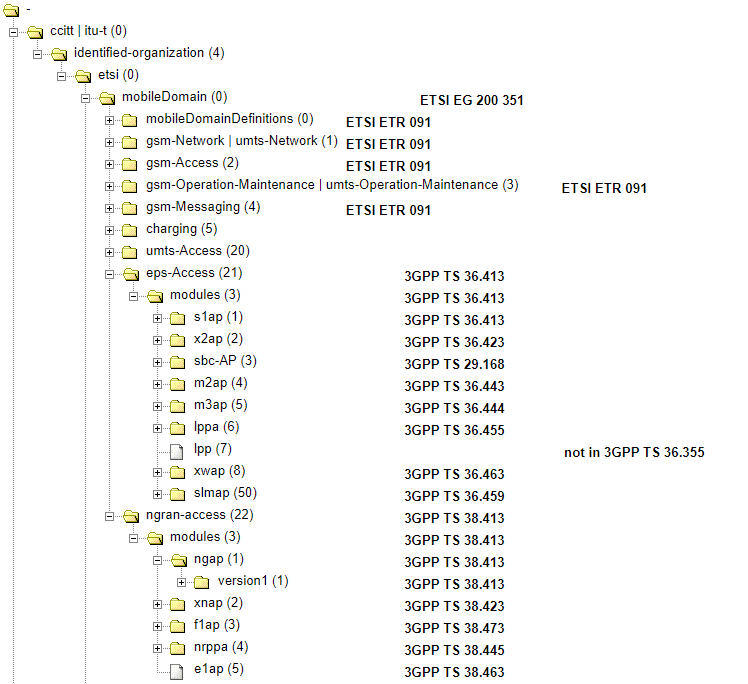 -
ccitt | itu-t (0)
identified-organization (4)
etsi (0)
mobileDomain (0) ETSI EG 200 351
mobileDomainDefinitions (0) ETSI ETR 091
gsm-Network | umts-Network (1) ETSI ETR 091
gsm-Access (2) ETSI ETR 091
gsm-Operation-Maintenance | umts-Operation-Maintenance (3) ETSI ETR 091
gsm-Messaging (4) ETSI ETR 091
charging (5)
umts-Access (20)
eps-Access (21) 3GPP TS 36.413
modules (3) 3GPP TS 36.413
s1ap (1) 3GPP TS 36.413
x2ap (2) 3GPP TS 36.423
sbc-AP (3) 3GPP TS 29.168
m2ap (4) 3GPP TS 36.443
m3ap (5) 3GPP TS 36.444
lppa (6) 3GPP TS 36.455
lpp (7) not in 3GPP TS 36.355
xwap (8) 3GPP TS 36.463
slmap (50) 3GPP TS 36.459
ngran-access (22) 3GPP TS 38.413
modules (3) 3GPP TS 38.413
ngap (1) 3GPP TS 38.413
version1 (1) 3GPP TS 38.413
xnap (2) 3GPP TS 38.423
f1ap (3) 3GPP TS 38.473
nrppa (4) 3GPP TS 38.445
e1ap (5) 3GPP TS 38.463